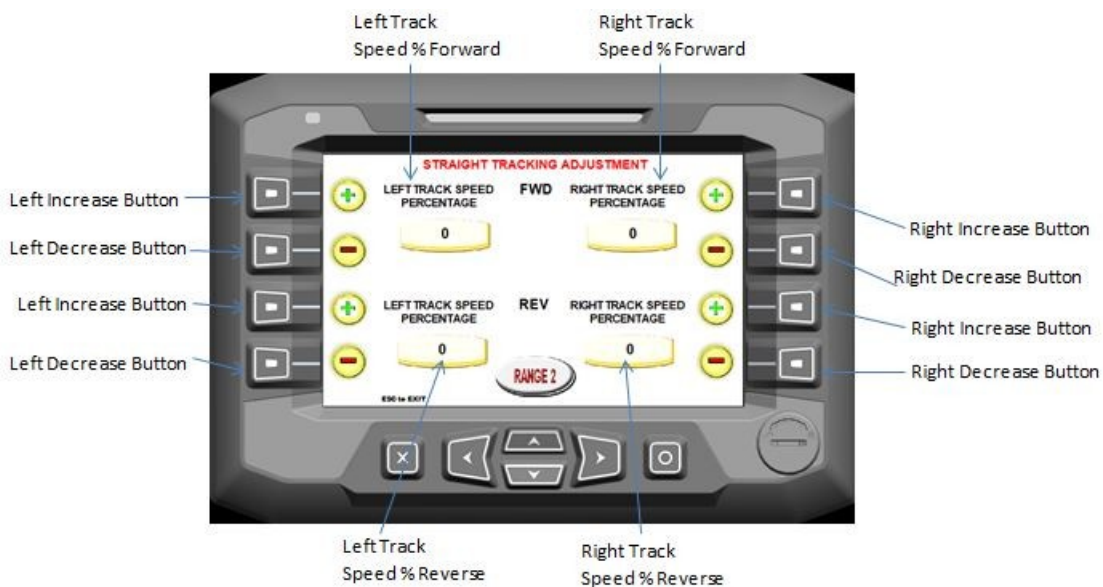 Left Track
Speed % Forward
Right Track
Speed % Forward
STRAIGHT TRACKING ADJUSTMENT
Left Increase Button
LEFT TRACK SPEED
PERCENTAGE
FWD
RIGHT TRACK SPEED
PERCENTAGE
Right Increase Button
0
0
Left Decrease Button
Right Decrease Button
Left Increase Button
LEFT TRACK SPEED
PERCENTAGE
REV
RIGHT TRACK SPEED
PERCENTAGE
Right Increase Button
0
0
Left Decrease Button
Right Decrease Button
RANGE 2
ESC to EXIT
Left Track
Speed % Reverse
Right Track
Speed % Reverse